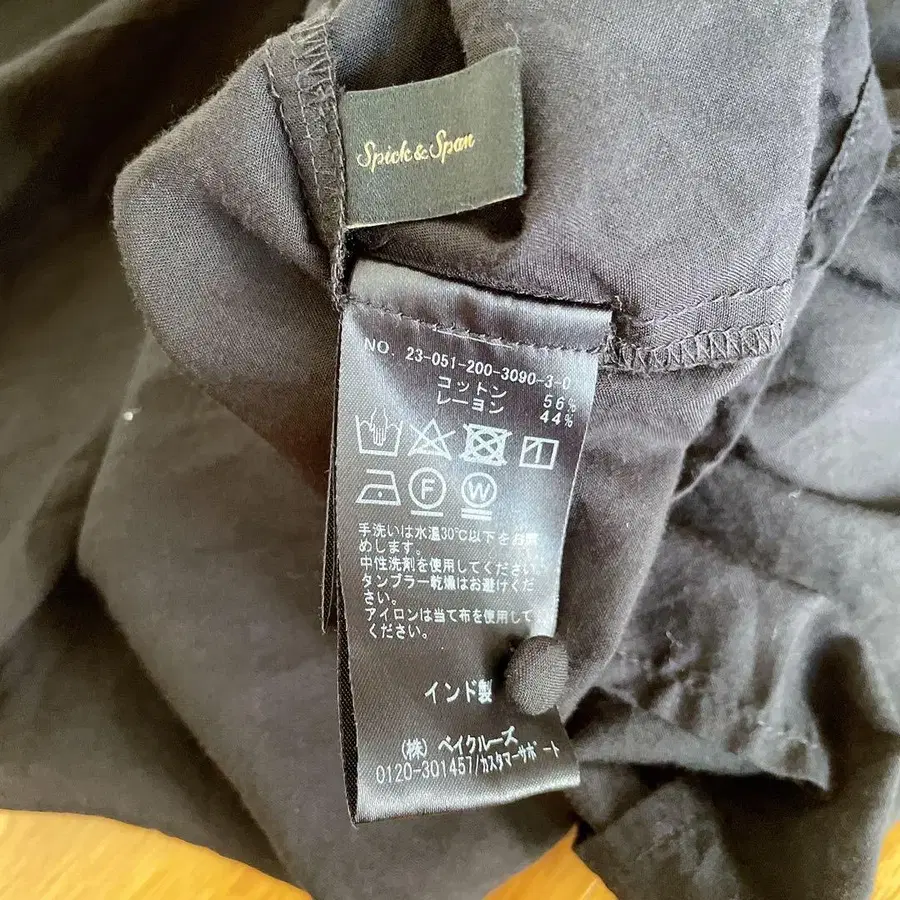 Spick & Span
NO. 23-051-200-3090-3-0
コットン 56%
レーヨン 44%
F W
手洗いは水温30℃以下をお薦
めします。
中性洗剤を使用してください。
タンブラー乾燥はお避けくだ
さい。
アイロンは当て布を使用して
ください。
インド製
(株) ベイクルーズ
0120-301457/カスタマーサポート